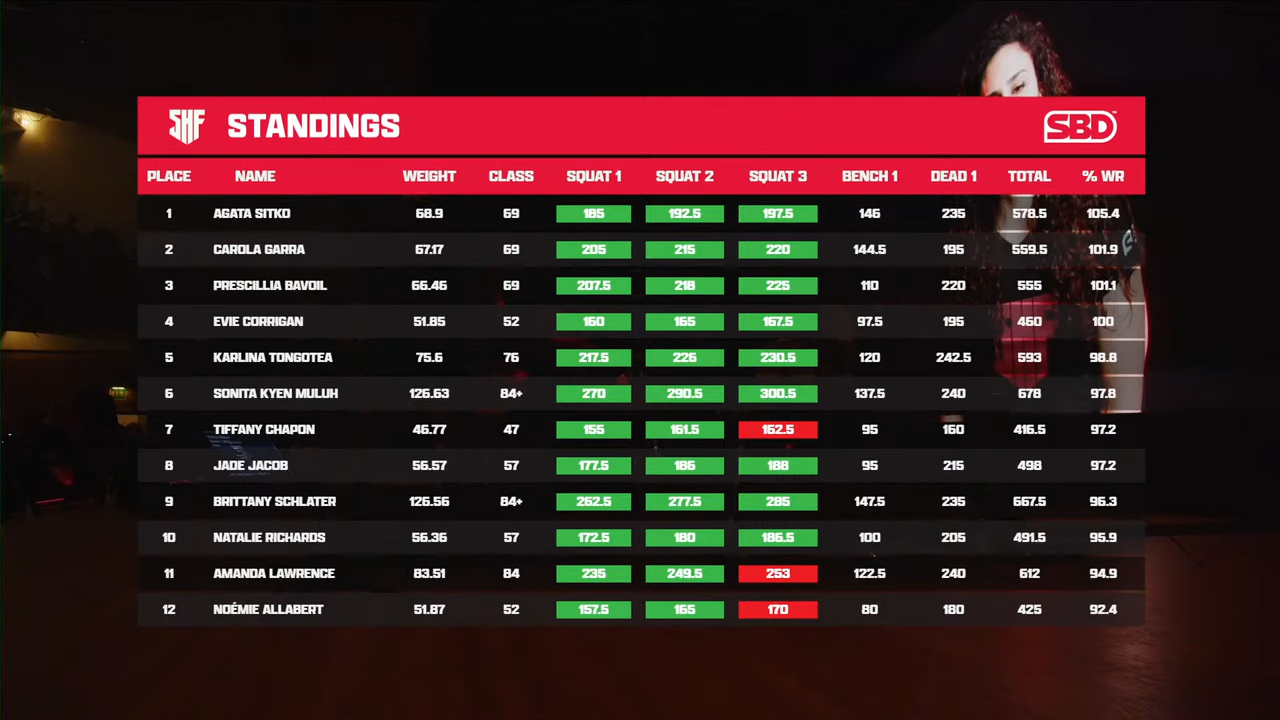 SHF STANDINGS SBD
PLACE NAME WEIGHT CLASS SQUAT 1 SQUAT 2 SQUAT 3 BENCH 1 DEAD 1 TOTAL % WR
1 AGATA SITKO 68.9 69 185 192.5 197.5 146 235 578.5 105.4
2 CAROLA GARRA 67.17 69 205 215 220 144.5 195 559.5 101.9
3 PRESCILLIA BAVOIL 66.46 69 207.5 218 225 110 220 555 101.1
4 EVIE CORRIGAN 51.85 52 160 165 167.5 97.5 195 460 100
5 KARLINA TONGOTEA 75.6 76 217.5 226 230.5 120 242.5 593 98.8
6 SONITA KYEN MULUH 126.63 84+ 270 290.5 300.5 137.5 240 678 97.8
7 TIFFANY CHAPON 46.77 47 155 161.5 162.5 95 160 416.5 97.2
8 JADE JACOB 56.57 57 177.5 186 188 95 215 498 97.2
9 BRITTANY SCHLATER 126.56 84+ 262.5 277.5 285 147.5 235 667.5 96.3
10 NATALIE RICHARDS 56.36 57 172.5 180 186.5 100 205 491.5 95.9
11 AMANDA LAWRENCE 83.51 84 235 249.5 253 122.5 240 612 94.9
12 NOÉMIE ALLABERT 51.87 52 157.5 165 170 80 180 425 92.4